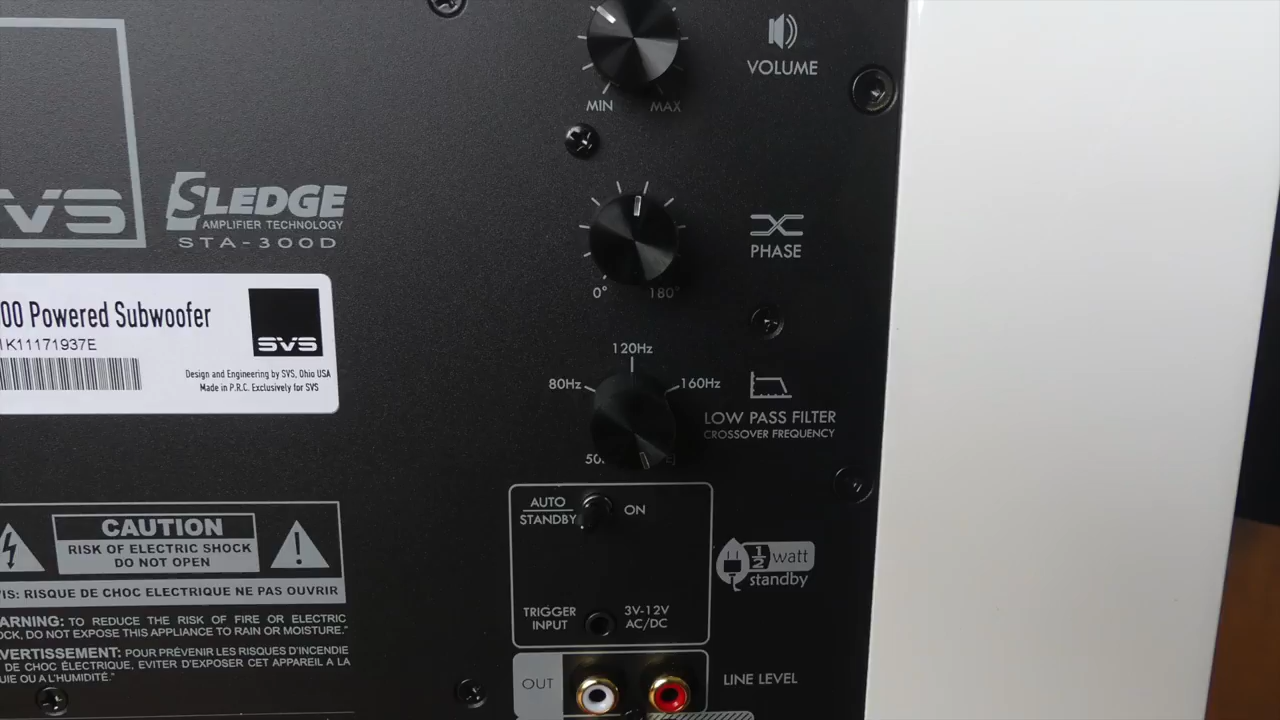 VOLUME
MIN MAX
SVS
SLEDGE
AMPLIFIER TECHNOLOGY
STA-300D
PHASE
0° 180°
00 Powered Subwoofer
K11171937E
SVS
Design and Engineering by SVS, Ohio USA
Made in P.R.C. Exclusively for SVS
120Hz
80Hz 160Hz
LOW PASS FILTER
CROSSOVER FREQUENCY
50
AUTO
STANDBY
ON
1/2 watt
standby
CAUTION
RISK OF ELECTRIC SHOCK
DO NOT OPEN
VIS: RISQUE DE CHOC ELECTRIQUE NE PAS OUVRIR
ARNING: TO REDUCE THE RISK OF FIRE OR ELECTRIC
OCK, DO NOT EXPOSE THIS APPLIANCE TO RAIN OR MOISTURE."
VERTISSEMENT: POUR PRÉVENIR LES RISQUES D'INCENDIE
DE CHOC ÉLECTRIQUE, EVITER D'EXPOSER CET APPAREIL A LA
UIE OU A L'HUMIDITÉ."
TRIGGER
INPUT
3V-12V
AC/DC
OUT
LINE LEVEL